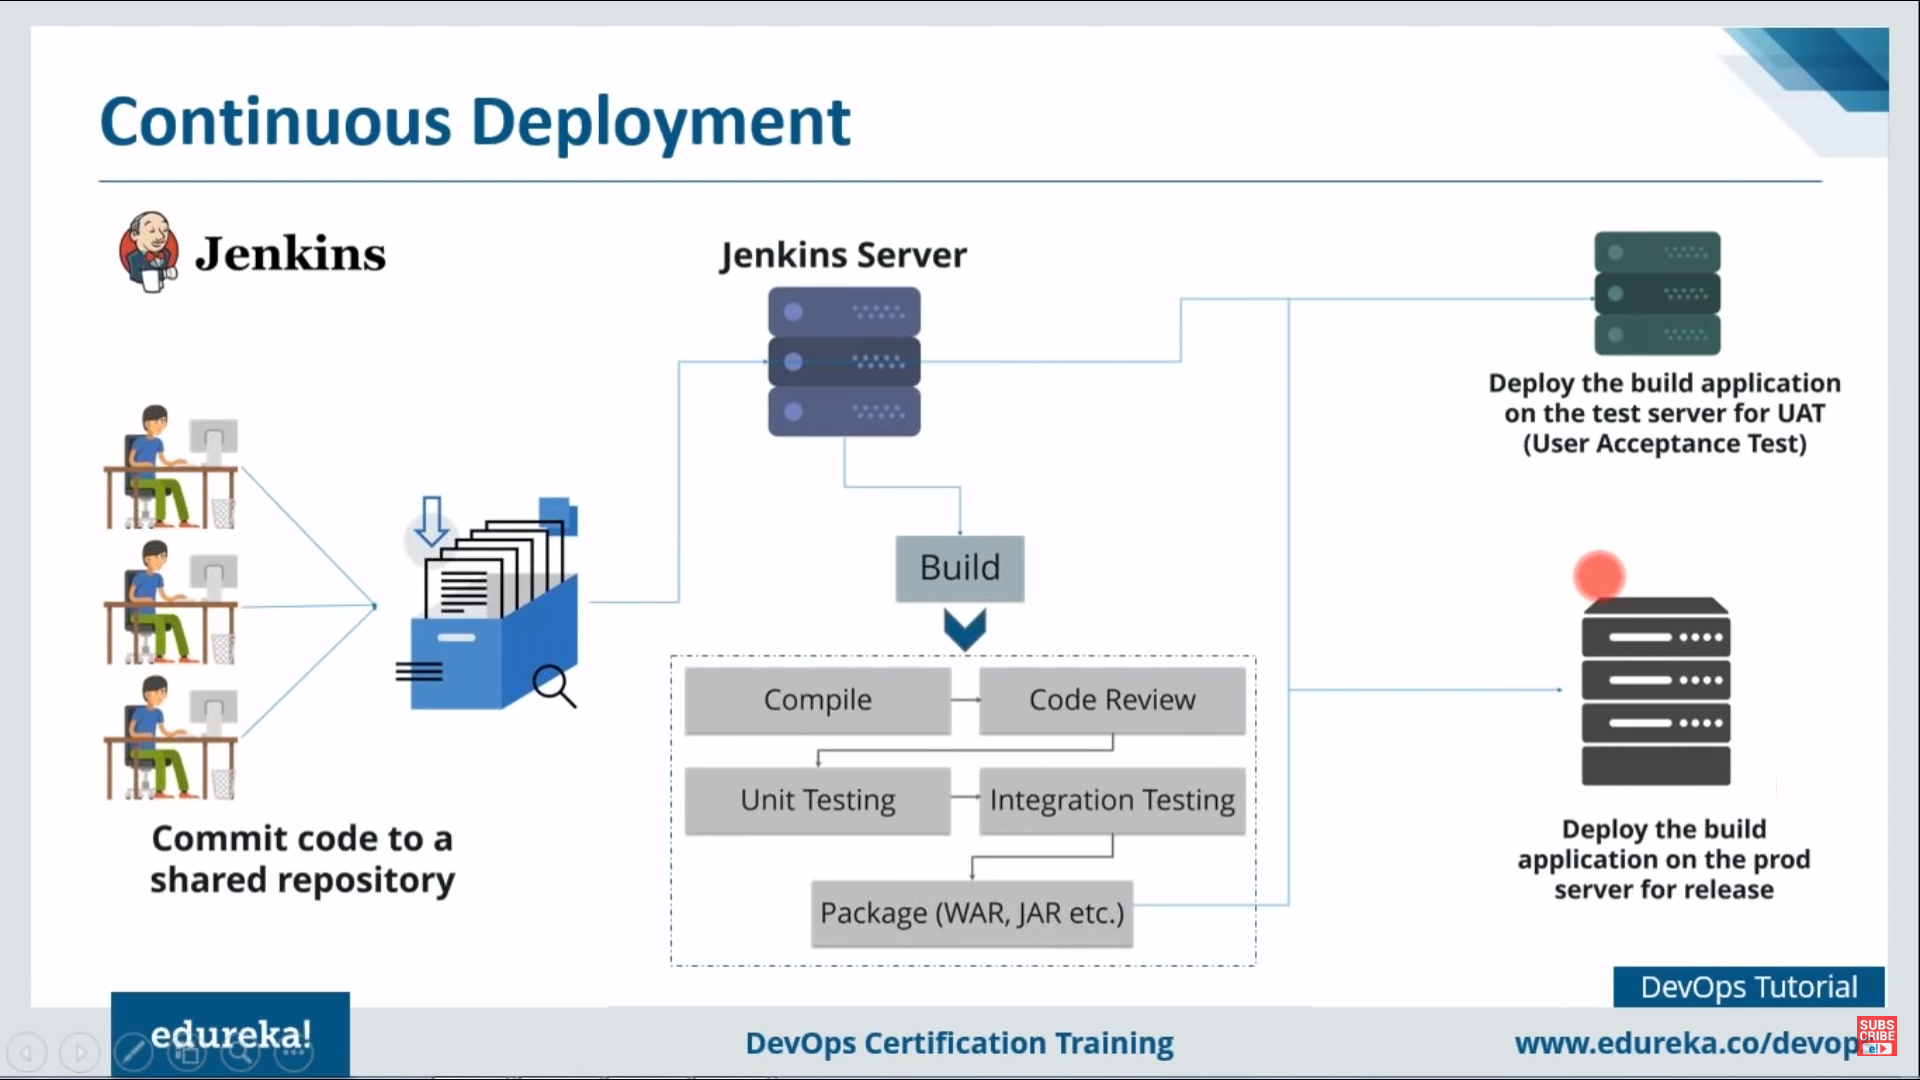 Continuous Deployment
Jenkins
Jenkins Server
Deploy the build application
on the test server for UAT
(User Acceptance Test)
Build
Compile
Code Review
Unit Testing
Integration Testing
Package (WAR, JAR etc.)
Commit code to a
shared repository
Deploy the build
application on the prod
server for release
DevOps Tutorial
edureka!
DevOps Certification Training
www.edureka.co/devop
SUBS
CRIBE
e!